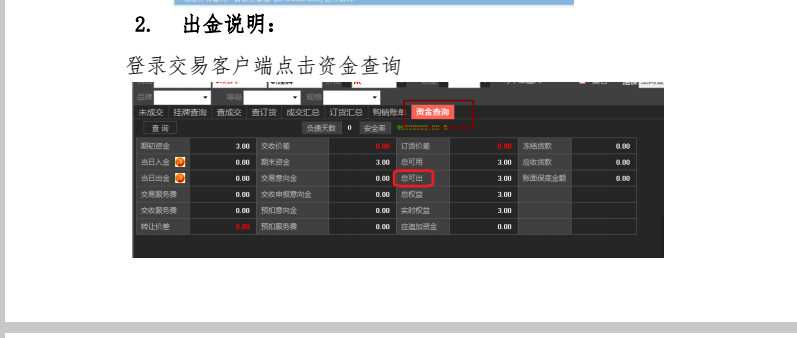 2. 出金说明：
登录交易客户端点击资金查询
品牌 等级 规格
未成交 挂牌查询 查成交 查订货 成交汇总 订货汇总 购销账单 资金查询
查询 负债天数 0 安全率
期初资金 3.00 交收价差 0.00 订货价差 0.00 冻结货款 0.00
当日入金 0.00 期末资金 3.00 总可用 3.00 应收货款 0.00
当日出金 0.00 交易意向金 0.00 总可出 3.00 账面保底金额 0.00
交易服务费 0.00 交收申报意向金 0.00 总权益 3.00
交收服务费 0.00 预扣意向金 0.00 实时权益 3.00
转让价差 0.00 预扣服务费 0.00 应追加资金 0.00